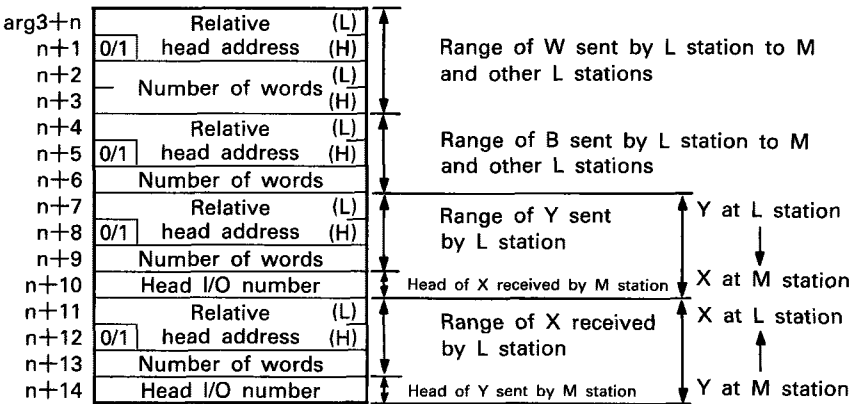 arg3+n Relative (L)
n+1 0/1 head address (H)
n+2 (L)
Number of words
n+3 (H)
Range of W sent by L station to M
and other L stations
n+4 Relative (L)
n+5 0/1 head address (H)
n+6 Number of words
Range of B sent by L station to M
and other L stations
n+7 Relative (L)
n+8 0/1 head address (H)
n+9 Number of words
Range of Y sent
by L station
n+10 Head I/O number
Head of X received by M station
Y at L station
X at M station
n+11 Relative (L)
n+12 0/1 head address (H)
n+13 Number of words
Range of X received
by L station
n+14 Head I/O number
Head of Y sent by M station
X at L station
Y at M station